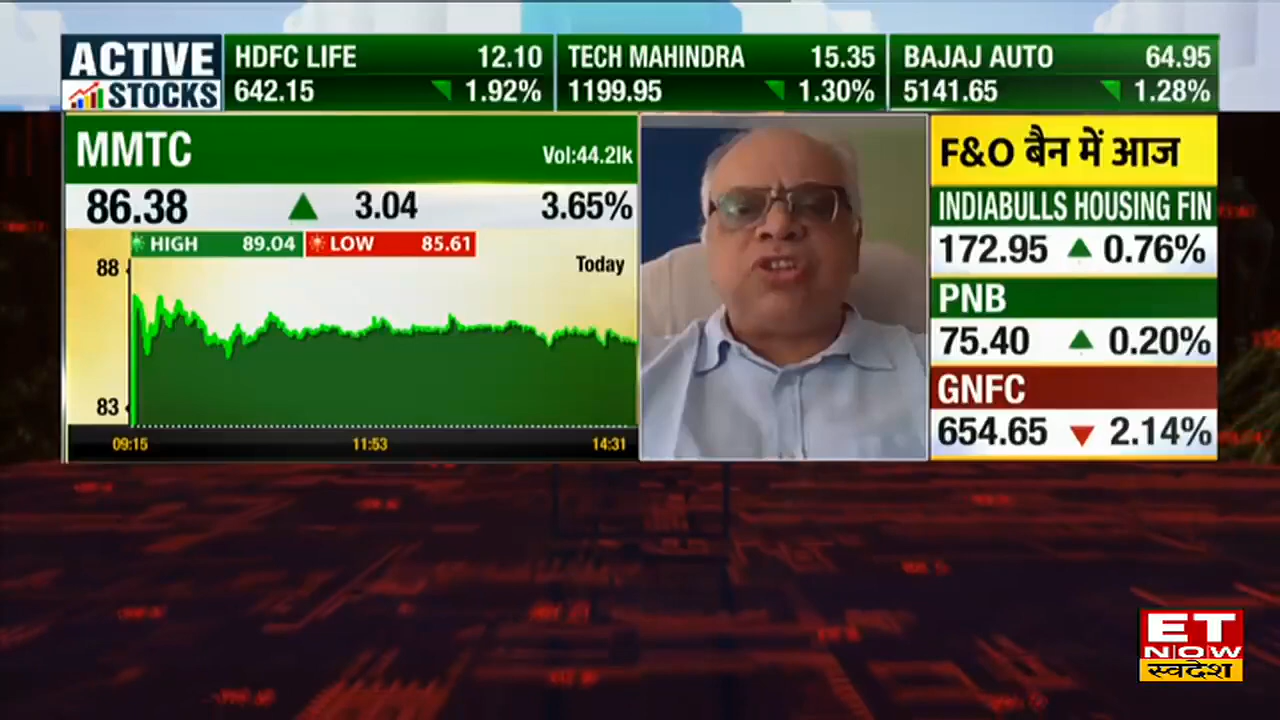 ACTIVE
STOCKS
HDFC LIFE 12.10
642.15 1.92%
TECH MAHINDRA 15.35
1199.95 1.30%
BAJAJ AUTO 64.95
5141.65 1.28%
MMTC
Vol:44.2lk
86.38 3.04 3.65%
HIGH 89.04 LOW 85.61
Today
88
83
09:15 11:53 14:31
F&O बैन में आज
INDIABULLS HOUSING FIN
172.95 0.76%
PNB
75.40 0.20%
GNFC
654.65 2.14%
ET
NOW
स्वदेश